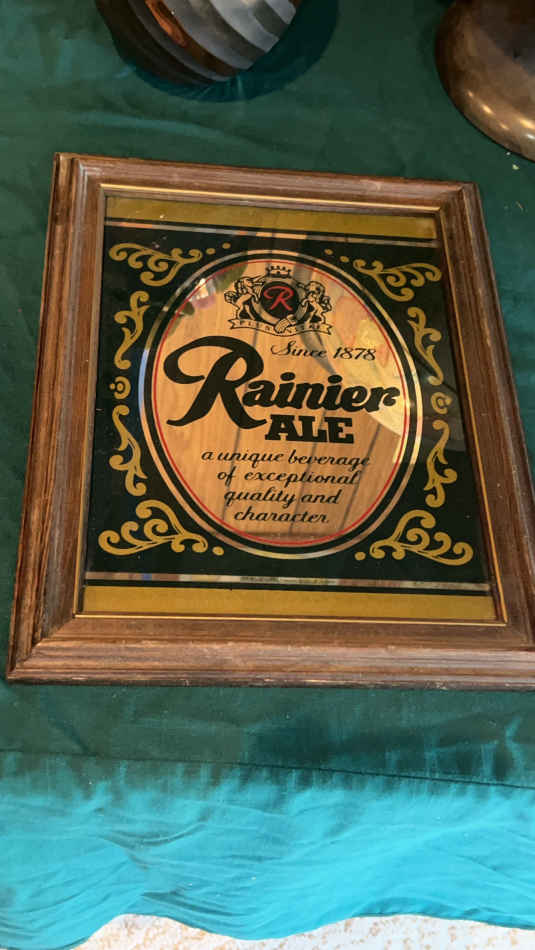 R
Since 1878
Rainier
ALE
a unique beverage
of exceptional
quality and
character